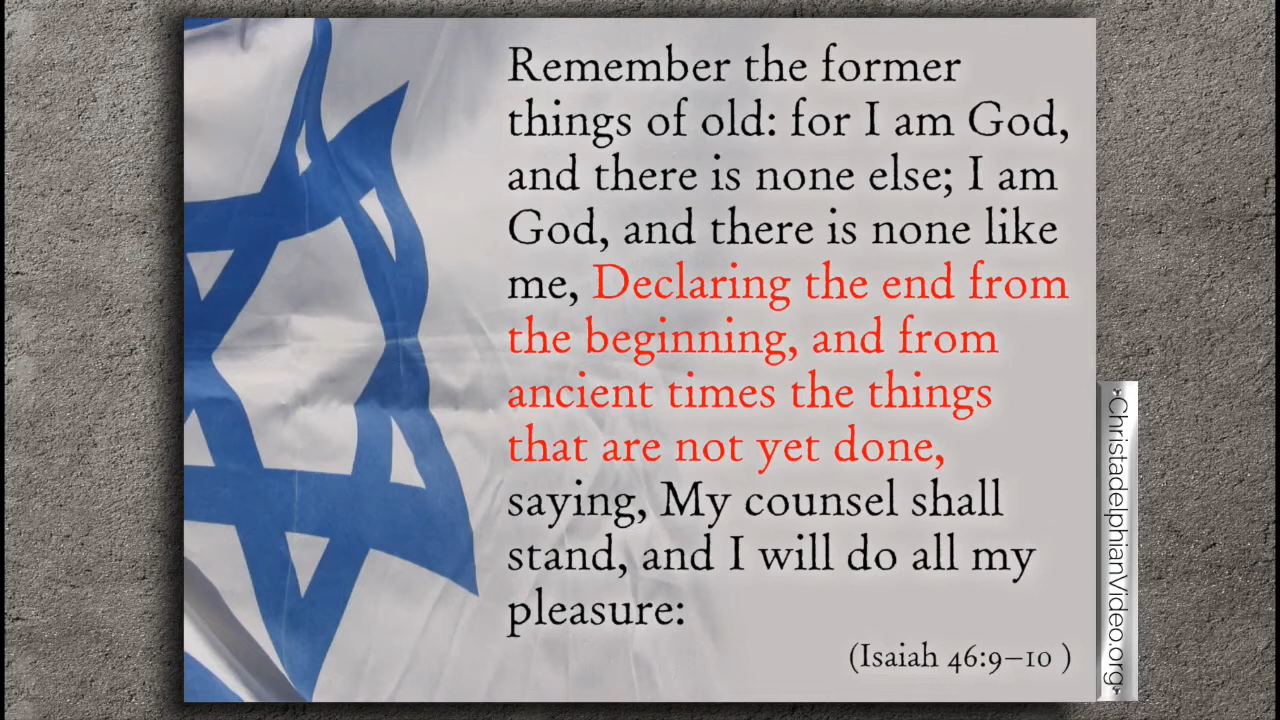 Remember the former
things of old: for I am God,
and there is none else; I am
God, and there is none like
me, Declaring the end from
the beginning, and from
ancient times the things
that are not yet done,
saying, My counsel shall
stand, and I will do all my
pleasure:
(Isaiah 46:9–10 )
ChristadelphianVideo.org